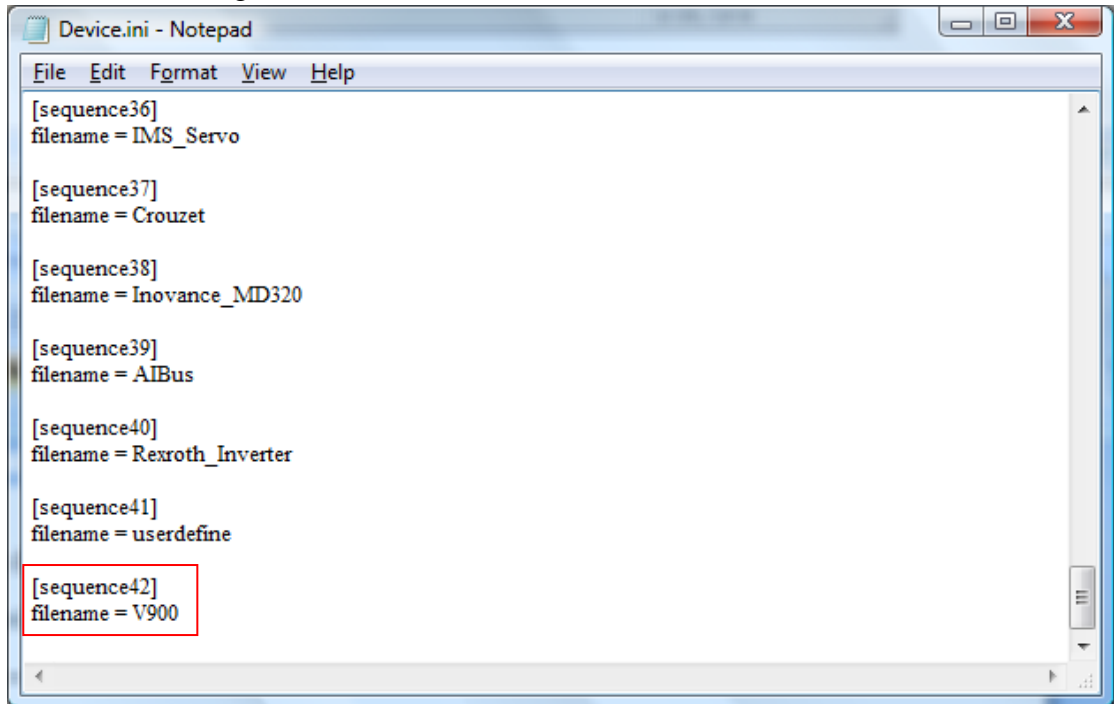 Device.ini - Notepad
File Edit Format View Help
[sequence36]
filename = IMS_Servo
[sequence37]
filename = Crouzet
[sequence38]
filename = Inovance_MD320
[sequence39]
filename = AIBus
[sequence40]
filename = Rexroth_Inverter
[sequence41]
filename = userdefine
[sequence42]
filename = V900